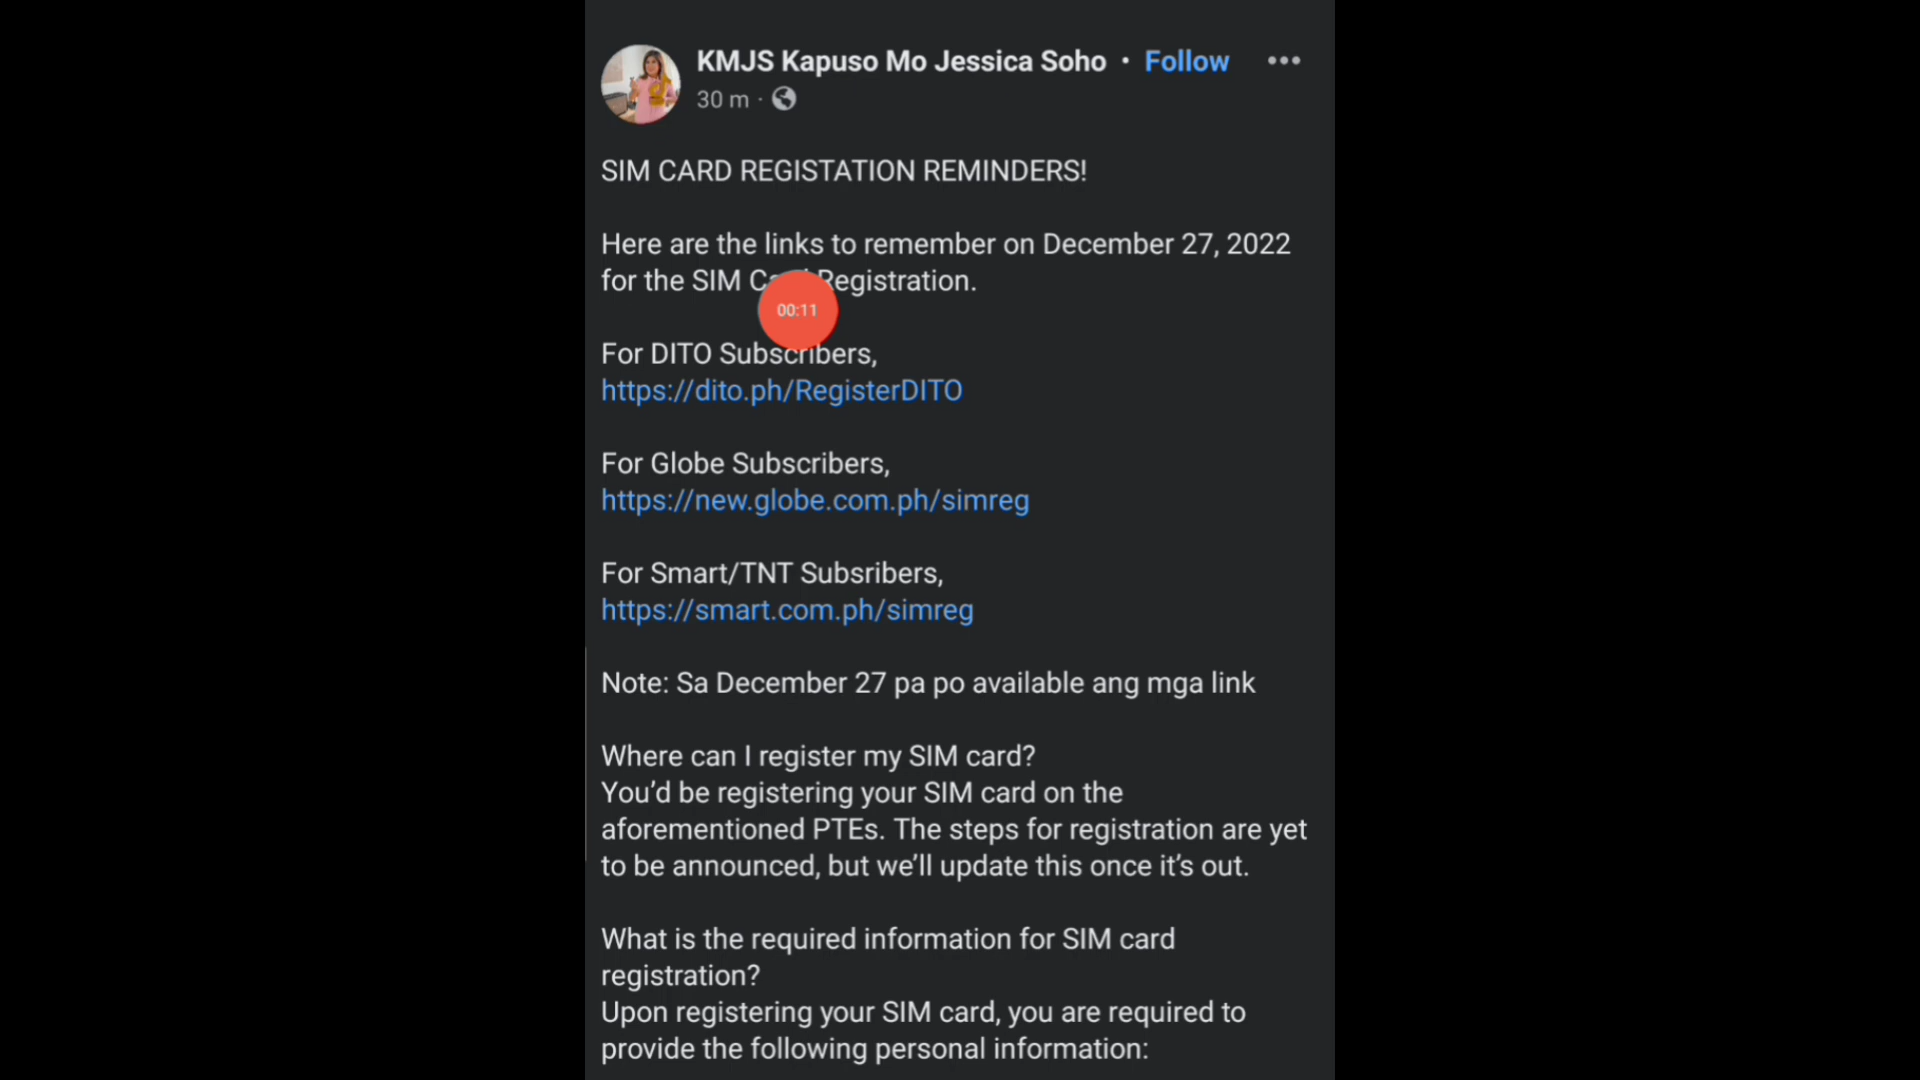 KMJS Kapuso Mo Jessica Soho · Follow
30 m ·
SIM CARD REGISTATION REMINDERS!
Here are the links to remember on December 27, 2022
for the SIM Registration.
00:11
For DITO Subscribers,
https://dito.ph/RegisterDITO
For Globe Subscribers,
https://new.globe.com.ph/simreg
For Smart/TNT Subsribers,
https://smart.com.ph/simreg
Note: Sa December 27 pa po available ang mga link
Where can I register my SIM card?
You’d be registering your SIM card on the
aforementioned PTEs. The steps for registration are yet
to be announced, but we’ll update this once it’s out.
What is the required information for SIM card
registration?
Upon registering your SIM card, you are required to
provide the following personal information: